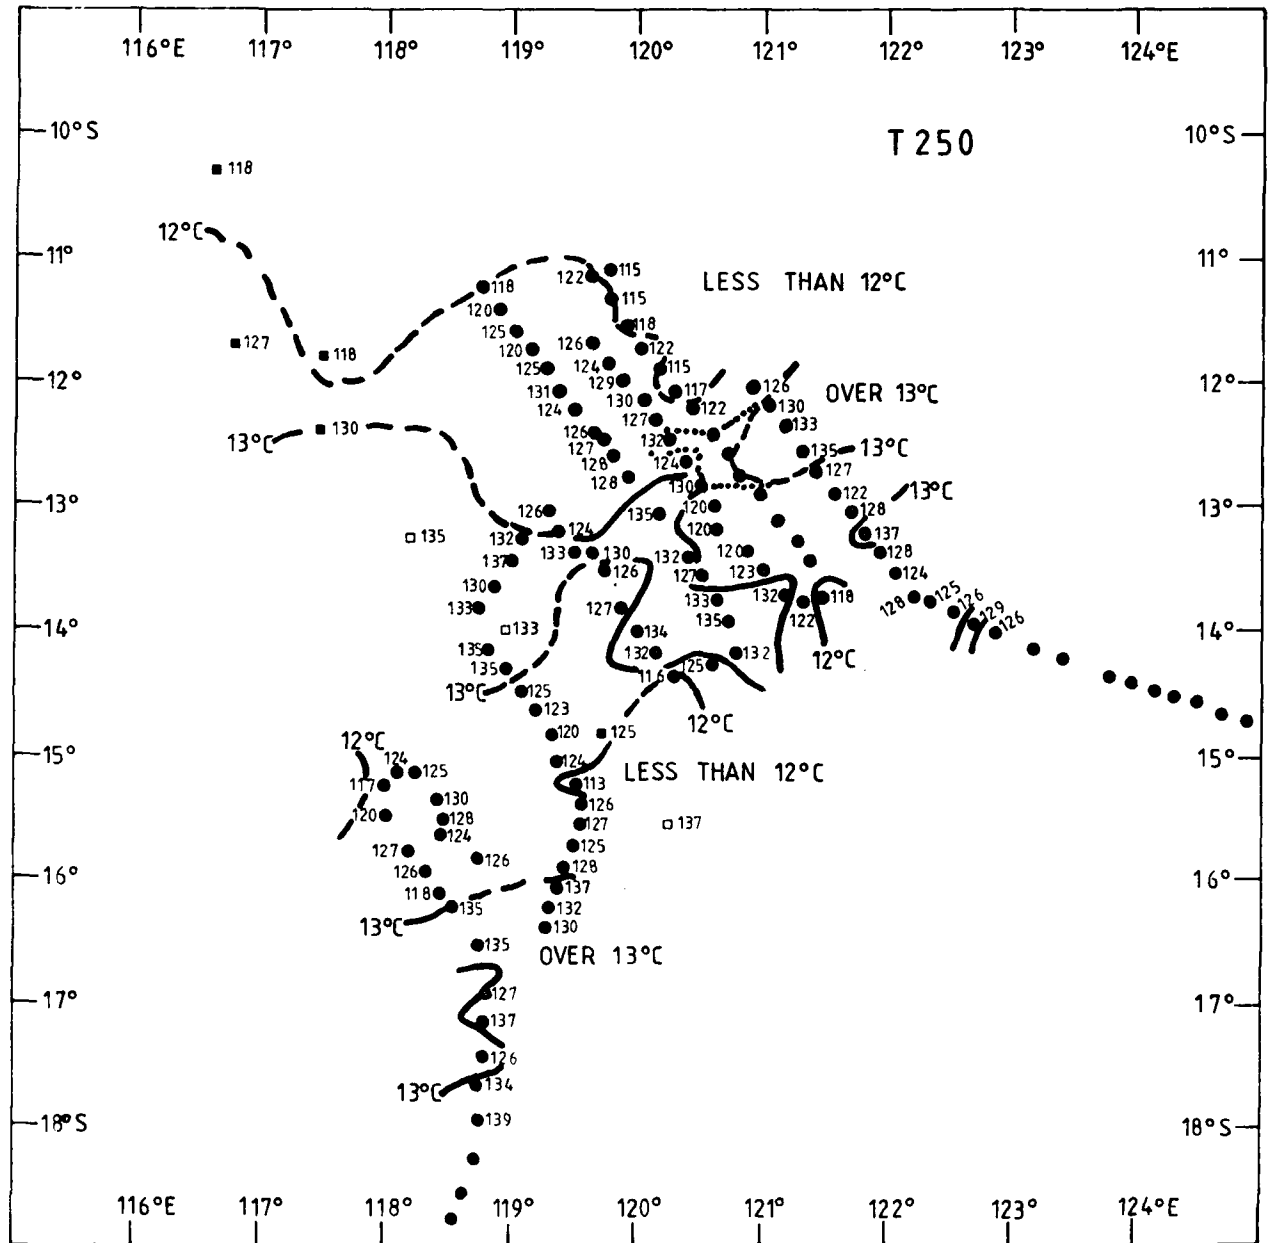 116°E 117° 118° 119° 120° 121° 122° 123° 124°E
10°S T 250 10°S
118
12°C
11° 115 11°
122 LESS THAN 12°C
118 115
120 118
125 126 122
127 118 120 124 115
125 129 117 126
12° 131 130 122 OVER 13°C 12°
124 127 130
133
13°C 130 126 132 135 13°C
127 124 127
128
128 130 122 13°C
13° 126 135 120 128 13°
135 132 124 120 137
133 130 132 120 128
137 126 127 123 124
130 133 132 118 128 125 126 129 126
133 127 135 122
14° 133 134 14°
135 132 132 12°C
135 125
13°C 125 116
123 12°C
120 125
15° 12°C 124 15°
124 125 LESS THAN 12°C
117 113
130 126
120 128 127 137
124
127 125
126 126 128
16° 118 137 16°
13°C 135 132
130
135 OVER 13°C
17° 127 17°
137
126
13°C 134
18°S 139 18°S
116°E 117° 118° 119° 120° 121° 122° 123° 124°E